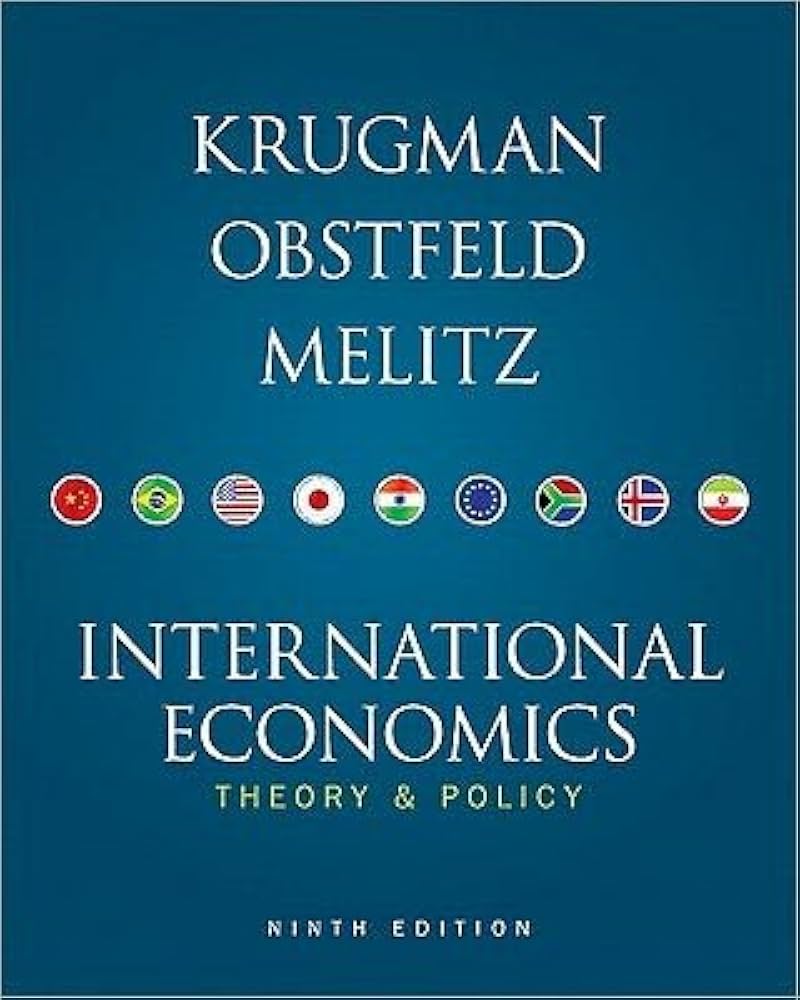 KRUGMAN
OBSTFELD
MELITZ
INTERNATIONAL
ECONOMICS
THEORY & POLICY
NINTH EDITION